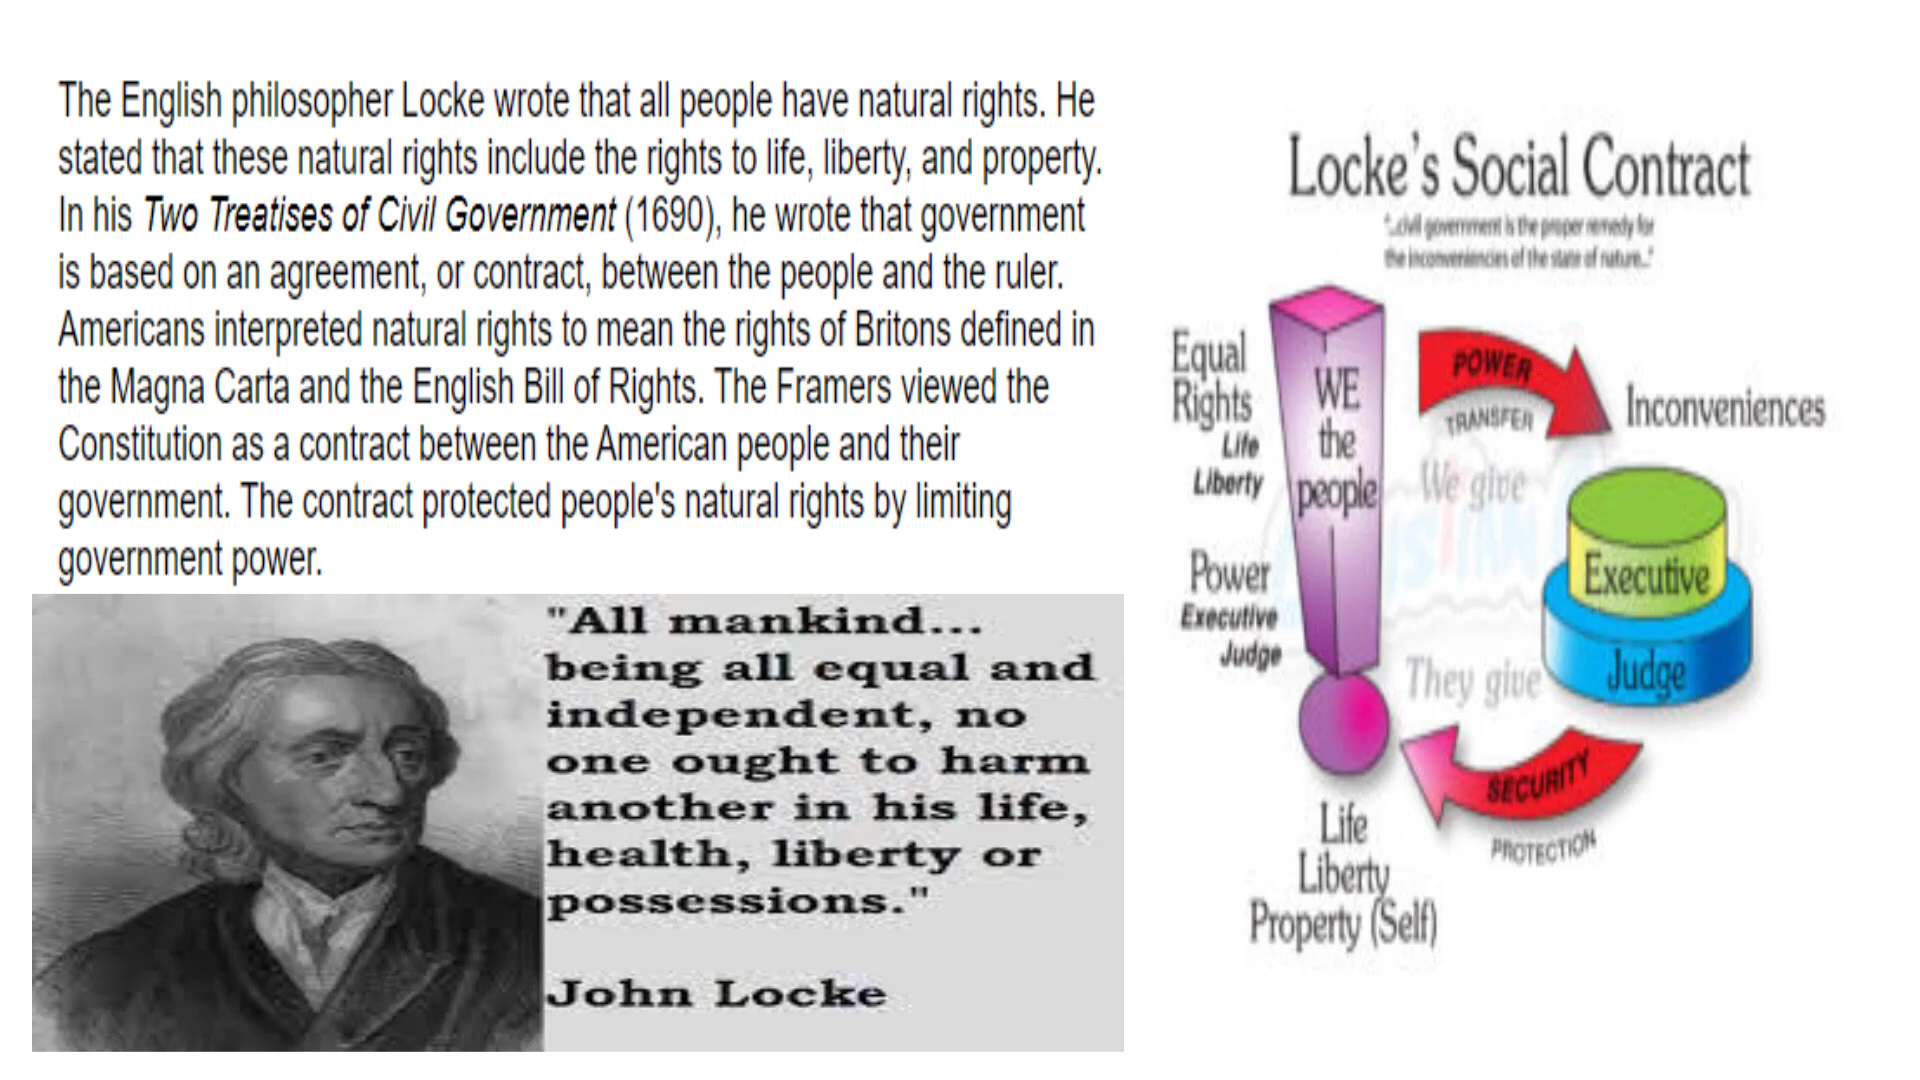 The English philosopher Locke wrote that all people have natural rights. He
stated that these natural rights include the rights to life, liberty, and property.
In his Two Treatises of Civil Government (1690), he wrote that government
is based on an agreement, or contract, between the people and the ruler.
Americans interpreted natural rights to mean the rights of Britons defined in
the Magna Carta and the English Bill of Rights. The Framers viewed the
Constitution as a contract between the American people and their
government. The contract protected people's natural rights by limiting
government power.
"All mankind...
being all equal and
independent, no
one ought to harm
another in his life,
health, liberty or
possessions."
John Locke
Locke's Social Contract
"...civil government is the proper remedy for
the inconveniencies of the state of nature..."
Equal
Rights
Life
Liberty
Power
Executive
Judge
WE
the
people
POWER
TRANSFER
We give
Inconveniences
Executive
Judge
They give
SECURITY
PROTECTION
Life
Liberty
Property (Self)